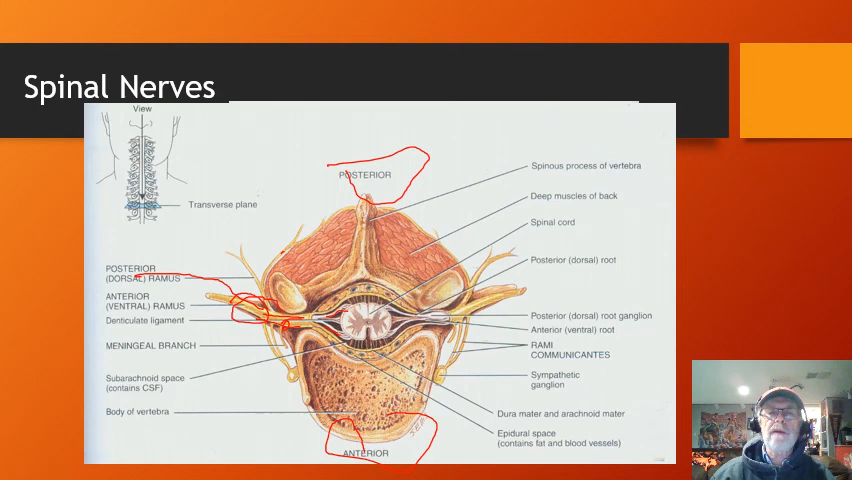 Spinal Nerves
View
Transverse plane
POSTERIOR
Spinous process of vertebra
Deep muscles of back
Spinal cord
Posterior (dorsal) root
POSTERIOR
(DORSAL) RAMUS
ANTERIOR
(VENTRAL) RAMUS
Denticulate ligament
MENINGEAL BRANCH
Subarachnoid space
(contains CSF)
Body of vertebra
Posterior (dorsal) root ganglion
Anterior (ventral) root
RAMI
COMMUNICANTES
Sympathetic
ganglion
Dura mater and arachnoid mater
Epidural space
(contains fat and blood vessels)
ANTERIOR